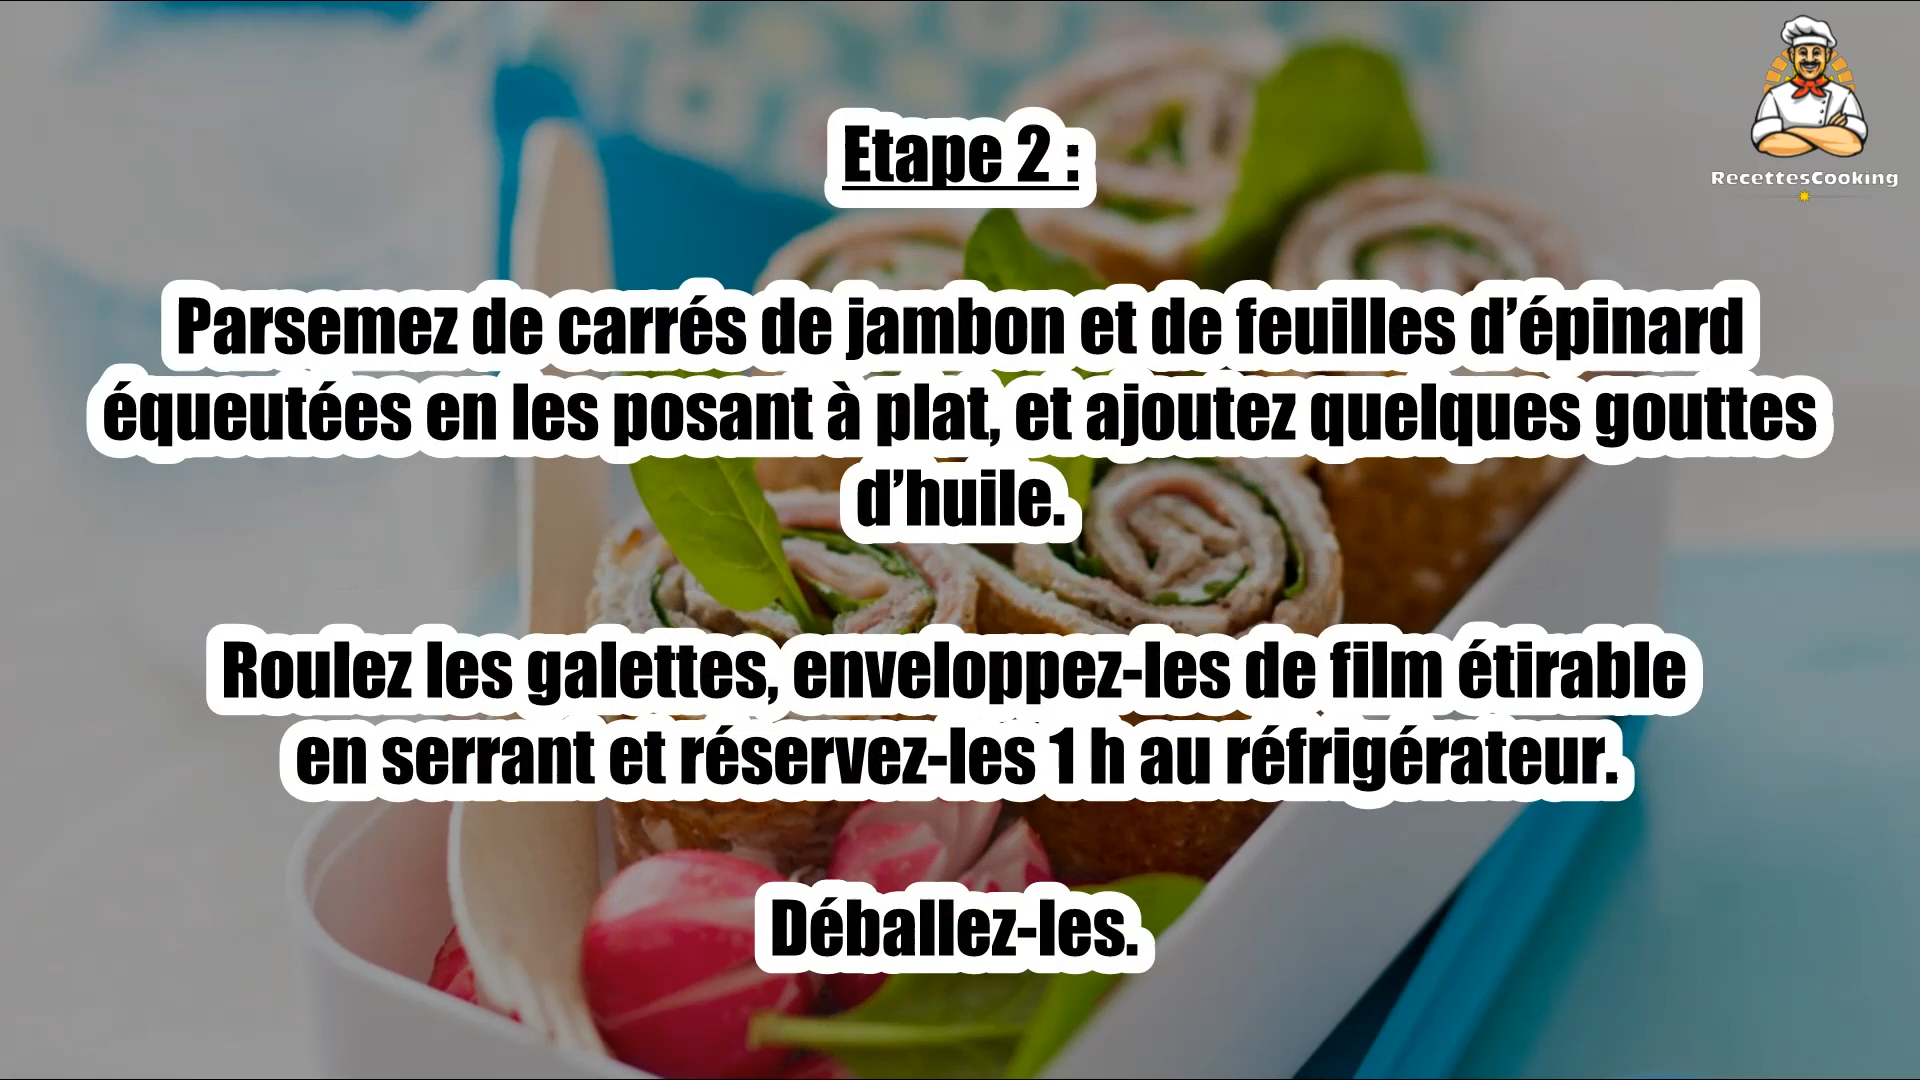 Etape 2 :
RecettesCooking
Parsemez de carrés de jambon et de feuilles d’épinard
équeutées en les posant à plat, et ajoutez quelques gouttes
d’huile.
Roulez les galettes, enveloppez-les de film étirable
en serrant et réservez-les 1 h au réfrigérateur.
Déballez-les.